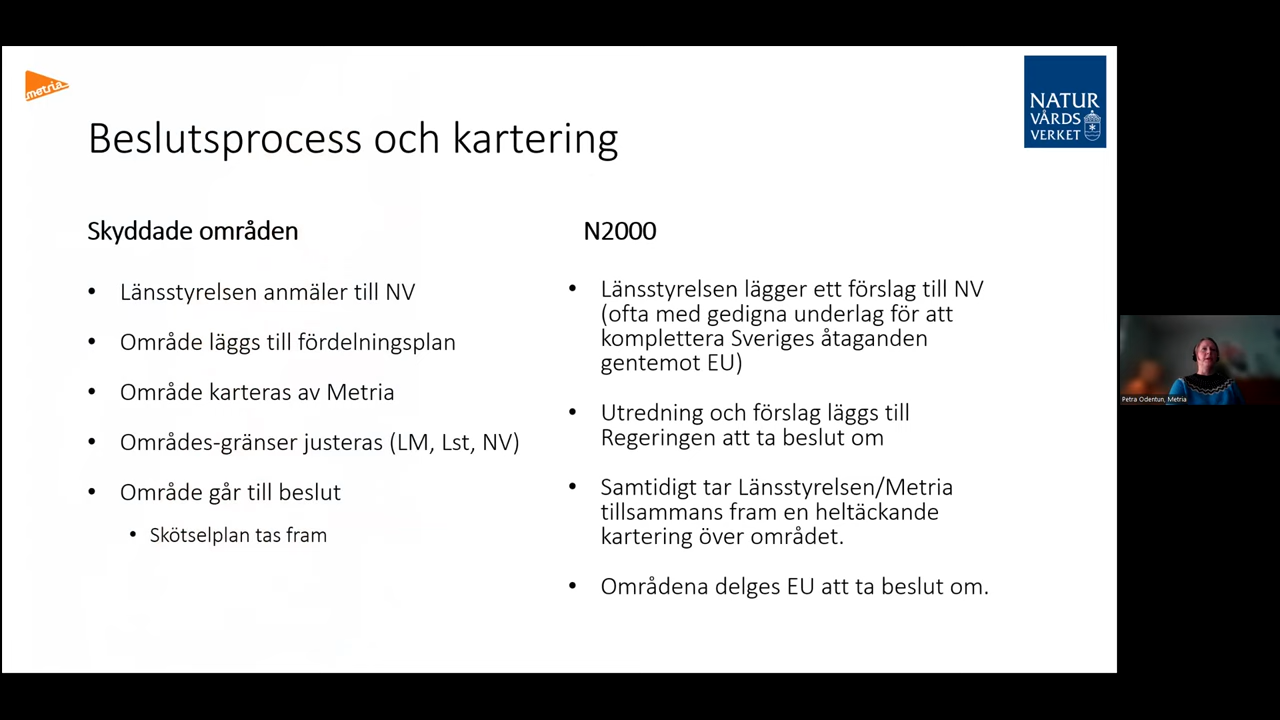 metria
NATUR
VÅRDS
VERKET
Beslutsprocess och kartering
Skyddade områden
• Länsstyrelsen anmäler till NV
• Område läggs till fördelningsplan
• Område karteras av Metria
• Områdes-gränser justeras (LM, Lst, NV)
• Område går till beslut
• Skötselplan tas fram
N2000
• Länsstyrelsen lägger ett förslag till NV
(ofta med gedigna underlag för att
komplettera Sveriges åtaganden
gentemot EU)
• Utredning och förslag läggs till
Regeringen att ta beslut om
• Samtidigt tar Länsstyrelsen/Metria
tillsammans fram en heltäckande
kartering över området.
• Områdena delges EU att ta beslut om.
Petra Odentun, Metria